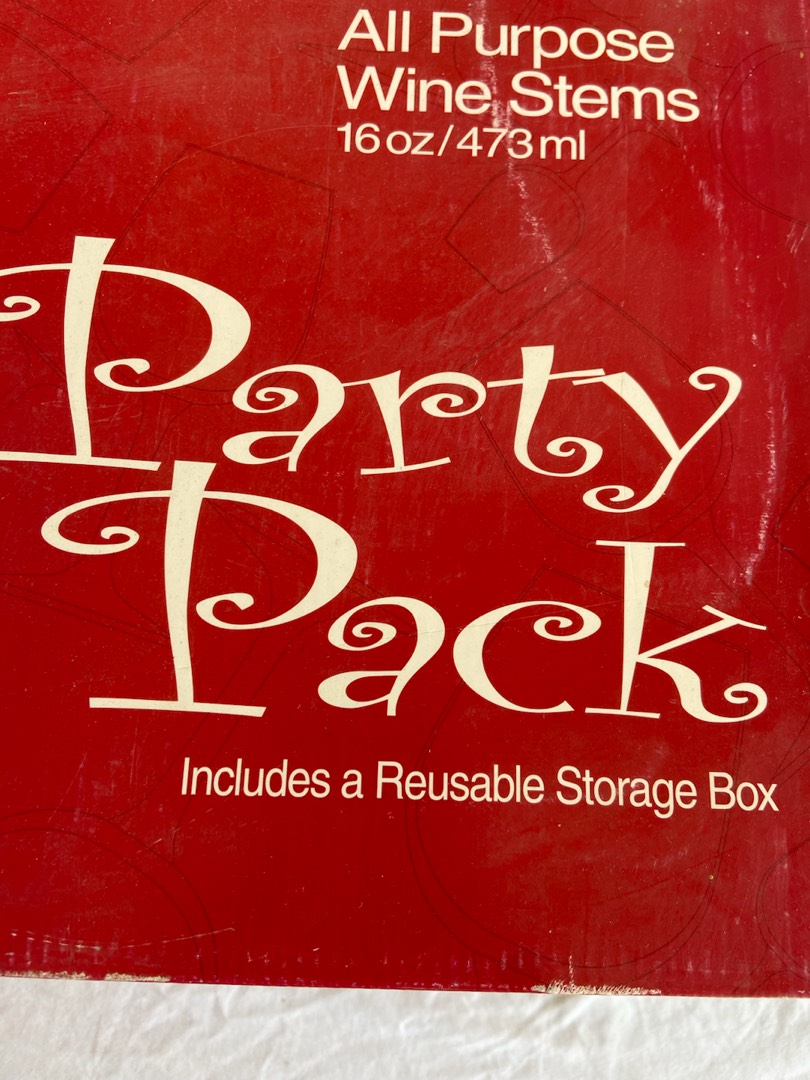 All Purpose
Wine Stems
16 oz/473 ml
Party
Pack
Includes a Reusable Storage Box